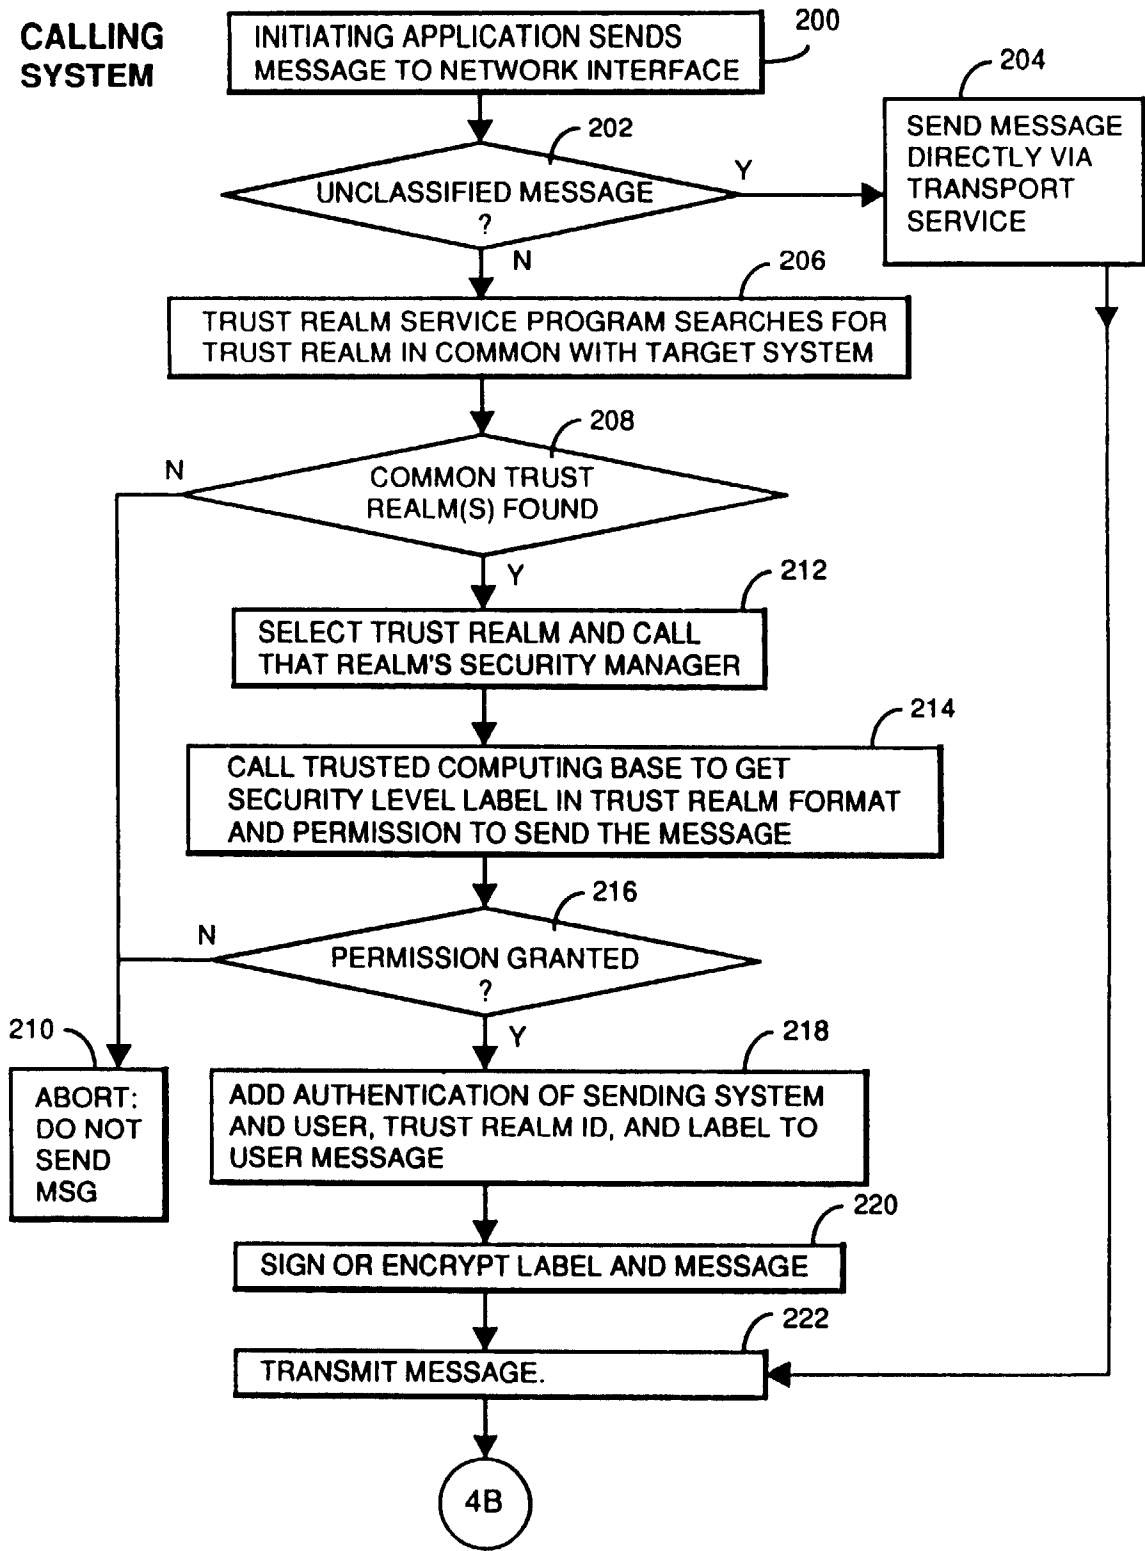 CALLING
SYSTEM
INITIATING APPLICATION SENDS
MESSAGE TO NETWORK INTERFACE
200
202
UNCLASSIFIED MESSAGE
?
Y
N
204
SEND MESSAGE
DIRECTLY VIA
TRANSPORT
SERVICE
206
TRUST REALM SERVICE PROGRAM SEARCHES FOR
TRUST REALM IN COMMON WITH TARGET SYSTEM
208
N
COMMON TRUST
REALM(S) FOUND
Y
212
SELECT TRUST REALM AND CALL
THAT REALM'S SECURITY MANAGER
214
CALL TRUSTED COMPUTING BASE TO GET
SECURITY LEVEL LABEL IN TRUST REALM FORMAT
AND PERMISSION TO SEND THE MESSAGE
216
N
PERMISSION GRANTED
?
Y
210
ABORT:
DO NOT
SEND
MSG
218
ADD AUTHENTICATION OF SENDING SYSTEM
AND USER, TRUST REALM ID, AND LABEL TO
USER MESSAGE
220
SIGN OR ENCRYPT LABEL AND MESSAGE
222
TRANSMIT MESSAGE.
4B